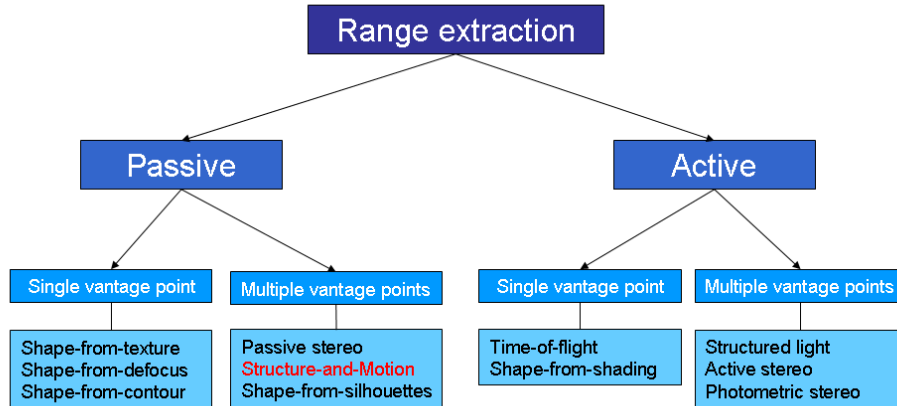 Range extraction
Passive
Active
Single vantage point
Multiple vantage points
Single vantage point
Multiple vantage points
Shape-from-texture
Shape-from-defocus
Shape-from-contour
Passive stereo
Structure-and-Motion
Shape-from-silhouettes
Time-of-flight
Shape-from-shading
Structured light
Active stereo
Photometric stereo